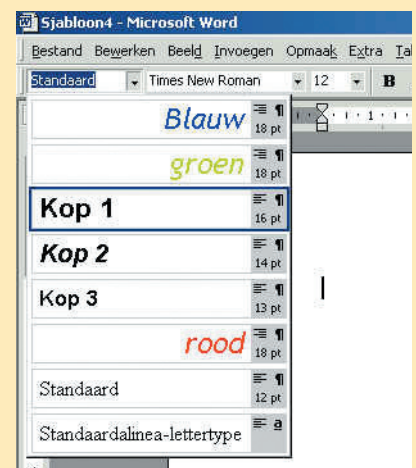 Sjabloon4 - Microsoft Word
Bestand Bewerken Beeld Invoegen Opmaak Extra Ta
Standaard Times New Roman 12 B
Blauw ¶ 18 pt
groen ¶ 18 pt
Kop 1 ¶ 16 pt
Kop 2 ¶ 14 pt
Kop 3 ¶ 13 pt
rood ¶ 18 pt
Standaard ¶ 12 pt
Standaardalinea-lettertype a
1